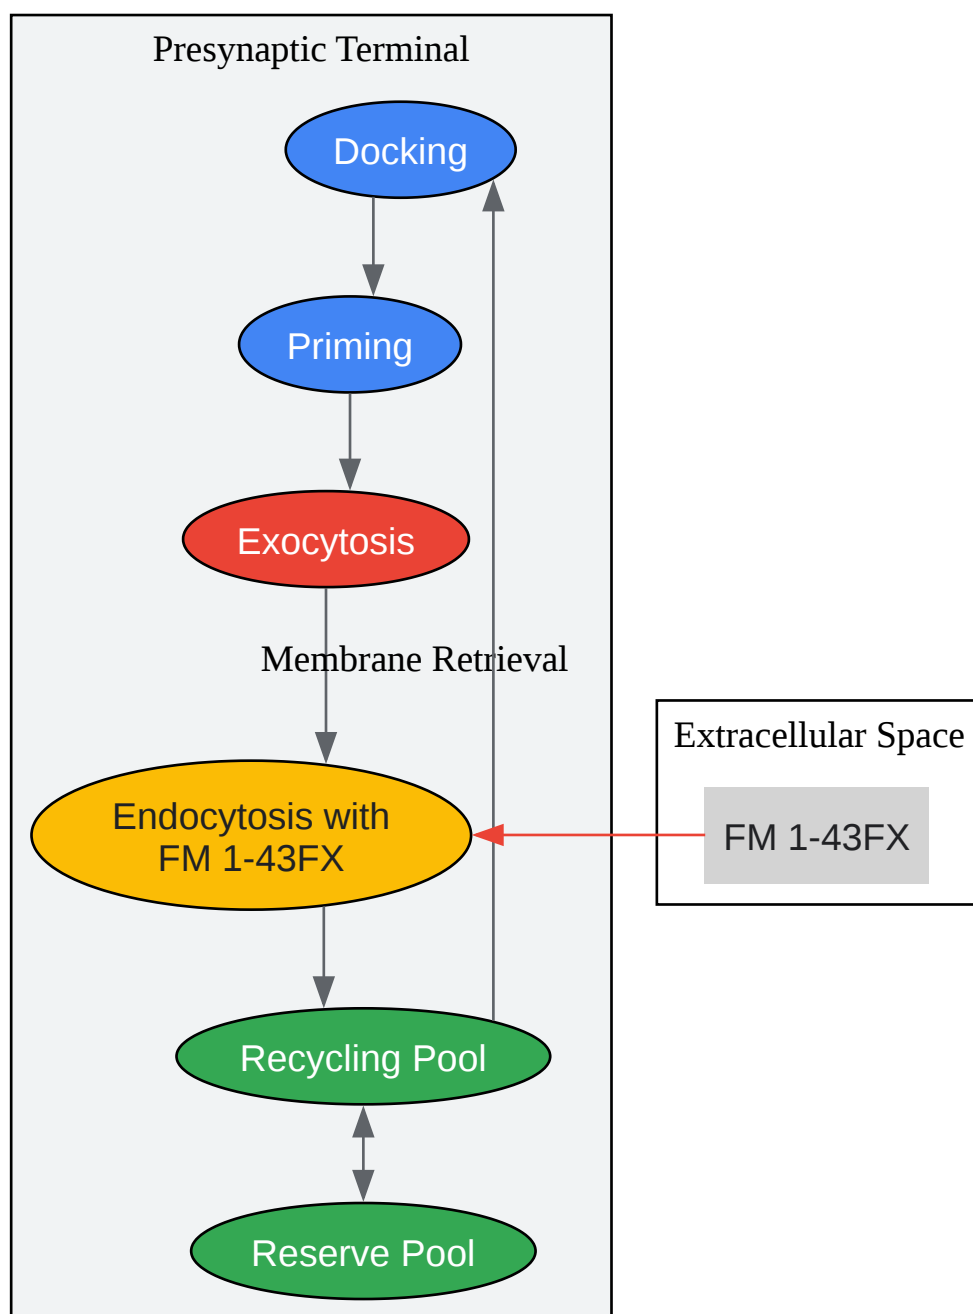 Presynaptic Terminal
Docking
Priming
Exocytosis
Membrane Retrieval
Extracellular Space
Endocytosis with
FM 1-43FX
FM 1-43FX
Recycling Pool
Reserve Pool